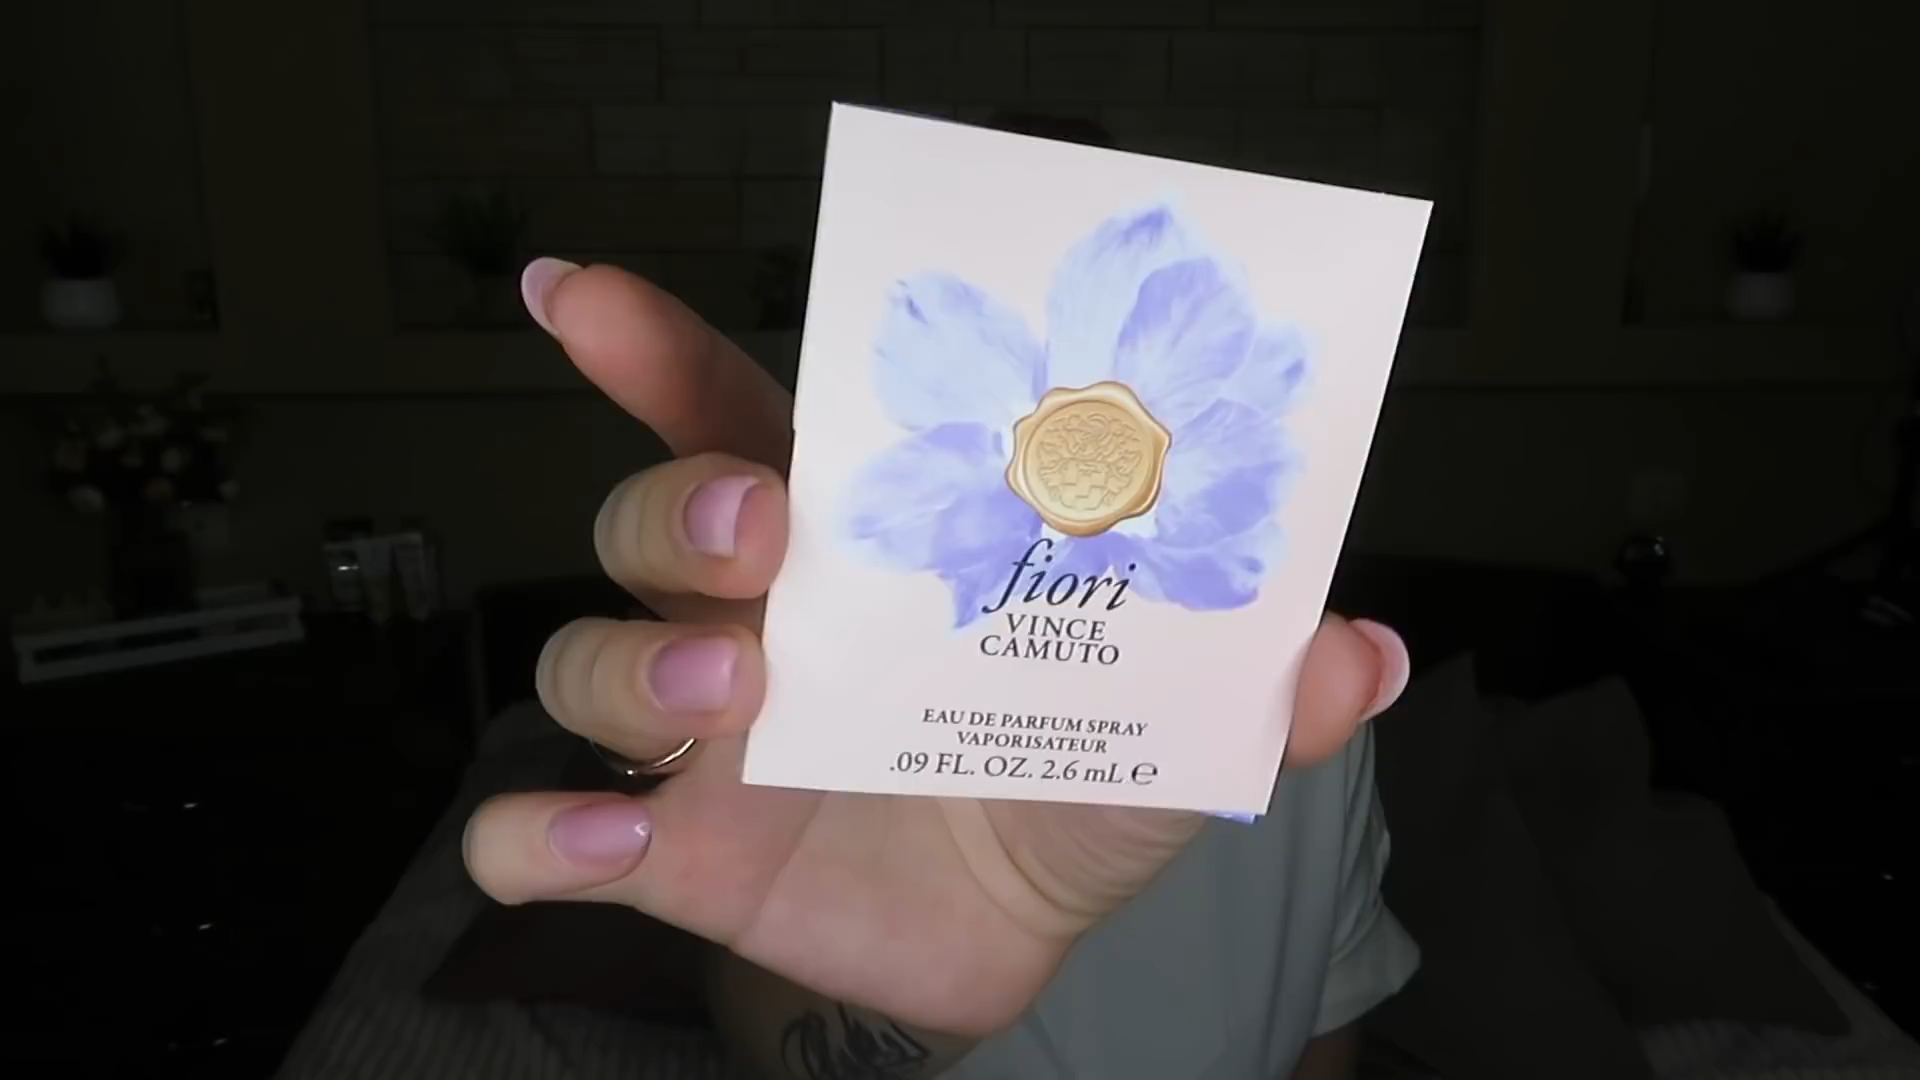 fiori
VINCE
CAMUTO
EAU DE PARFUM SPRAY
VAPORISATEUR
.09 FL. OZ. 2.6 mL ℮